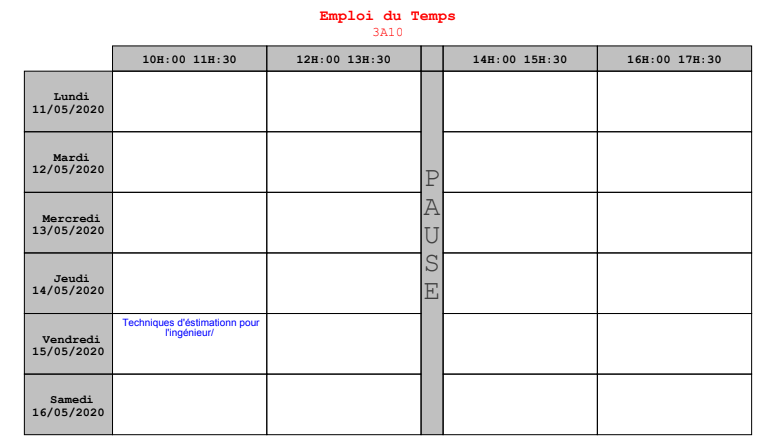 Emploi du Temps
3A10
10H:00 11H:30 12H:00 13H:30 14H:00 15H:30 16H:00 17H:30
Lundi
11/05/2020
Mardi
12/05/2020
Mercredi
13/05/2020
Jeudi
14/05/2020
Vendredi
15/05/2020
Techniques d'éstimationn pour
l'ingénieur/
Samedi
16/05/2020
P
A
U
S
E